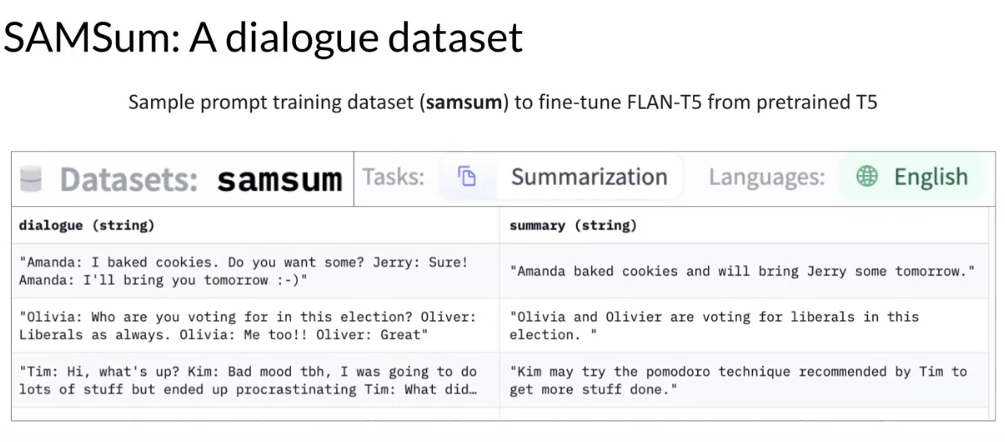 SAMSum: A dialogue dataset
Sample prompt training dataset (samsum) to fine-tune FLAN-T5 from pretrained T5
Datasets: samsum Tasks: Summarization Languages: English
dialogue (string) summary (string)
"Amanda: I baked cookies. Do you want some? Jerry: Sure!
Amanda: I'll bring you tomorrow :-)"
"Amanda baked cookies and will bring Jerry some tomorrow."
"Olivia: Who are you voting for in this election? Oliver:
Liberals as always. Olivia: Me too!! Oliver: Great"
"Olivia and Olivier are voting for liberals in this
election. "
"Tim: Hi, what's up? Kim: Bad mood tbh, I was going to do
lots of stuff but ended up procrastinating Tim: What did…
"Kim may try the pomodoro technique recommended by Tim to
get more stuff done."